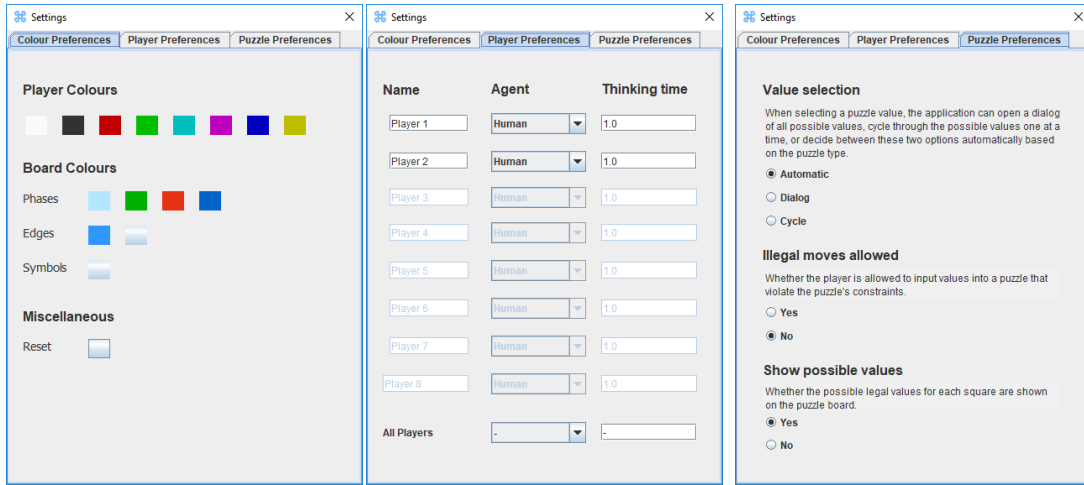 Settings
Colour Preferences Player Preferences Puzzle Preferences
Player Colours
Board Colours
Phases
Edges
Symbols
Miscellaneous
Reset
Settings
Colour Preferences Player Preferences Puzzle Preferences
Name Agent Thinking time
Player 1 Human 1.0
Player 2 Human 1.0
Player 3 Human 1.0
Player 4 Human 1.0
Player 5 Human 1.0
Player 6 Human 1.0
Player 7 Human 1.0
Player 8 Human 1.0
All Players - -
Settings
Colour Preferences Player Preferences Puzzle Preferences
Value selection
When selecting a puzzle value, the application can open a dialog
of all possible values, cycle through the possible values one at a
time, or decide between these two options automatically based
on the puzzle type.
Automatic
Dialog
Cycle
Illegal moves allowed
Whether the player is allowed to input values into a puzzle that
violate the puzzle's constraints.
Yes
No
Show possible values
Whether the possible legal values for each square are shown
on the puzzle board.
Yes
No